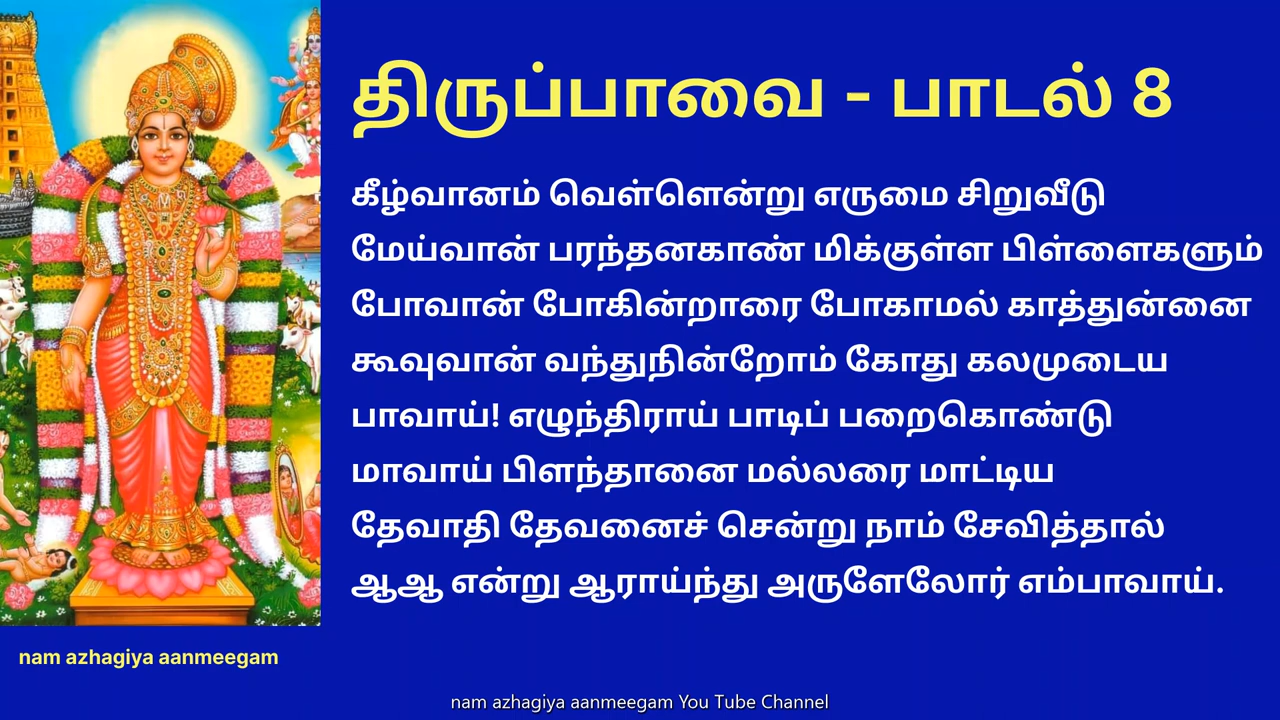 திருப்பாவை - பாடல் 8
கீழ்வானம் வெள்ளென்று எருமை சிறுவீடு
மேய்வான் பரந்தனகாண் மிக்குள்ள பிள்ளைகளும்
போவான் போகின்றாரை போகாமல் காத்துன்னை
கூவுவான் வந்துநின்றோம் கோது கலமுடைய
பாவாய்! எழுந்திராய் பாடிப் பறைகொண்டு
மாவாய் பிளந்தானை மல்லரை மாட்டிய
தேவாதி தேவனைச் சென்று நாம் சேவித்தால்
ஆஆ என்று ஆராய்ந்து அருளேலோர் எம்பாவாய்.
nam azhagiya aanmeegam
nam azhagiya aanmeegam You Tube Channel